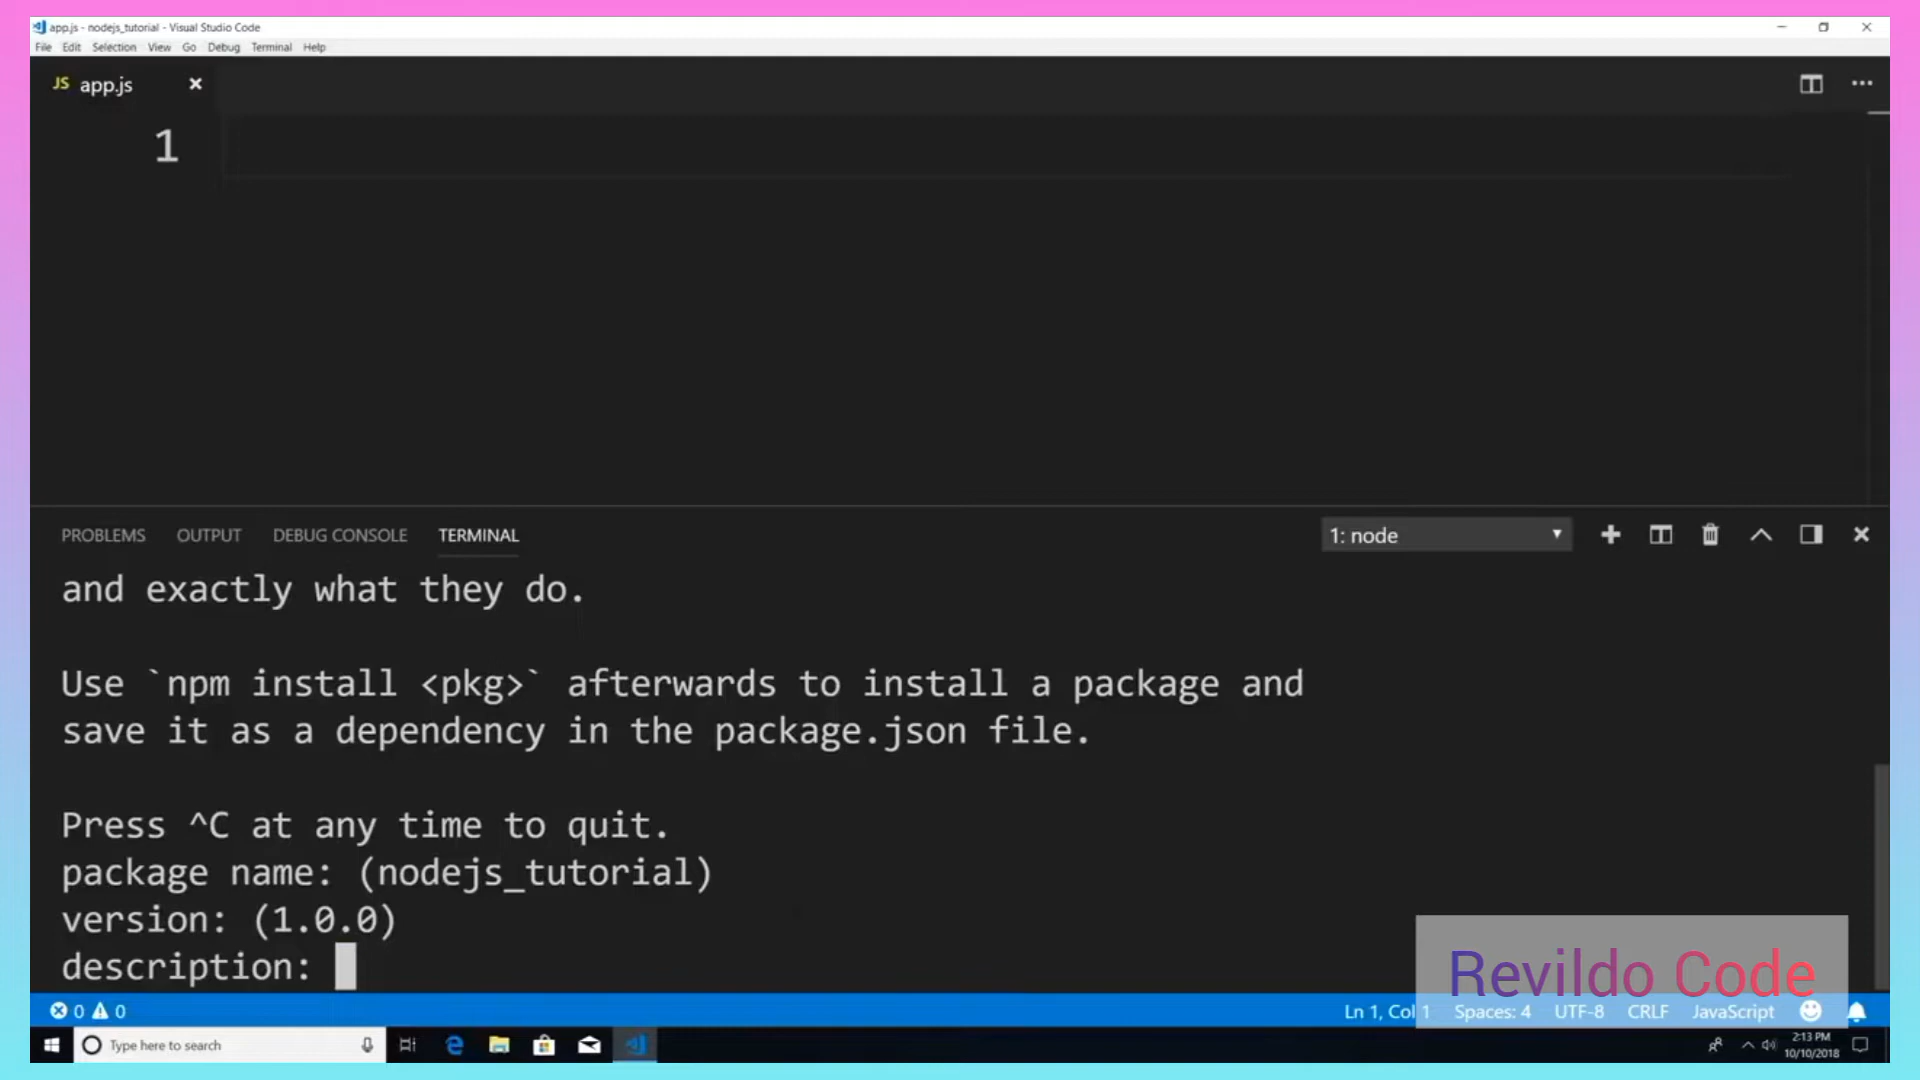 app.js - nodejs_tutorial - Visual Studio Code
File Edit Selection View Go Debug Terminal Help
JS app.js
1
PROBLEMS OUTPUT DEBUG CONSOLE TERMINAL
1: node
and exactly what they do.
Use `npm install <pkg>` afterwards to install a package and
save it as a dependency in the package.json file.
Press ^C at any time to quit.
package name: (nodejs_tutorial)
version: (1.0.0)
description:
Revildo Code
0 0
Ln 1, Col 1 Spaces: 4 UTF-8 CRLF JavaScript
Type here to search
2:13 PM
10/10/2018